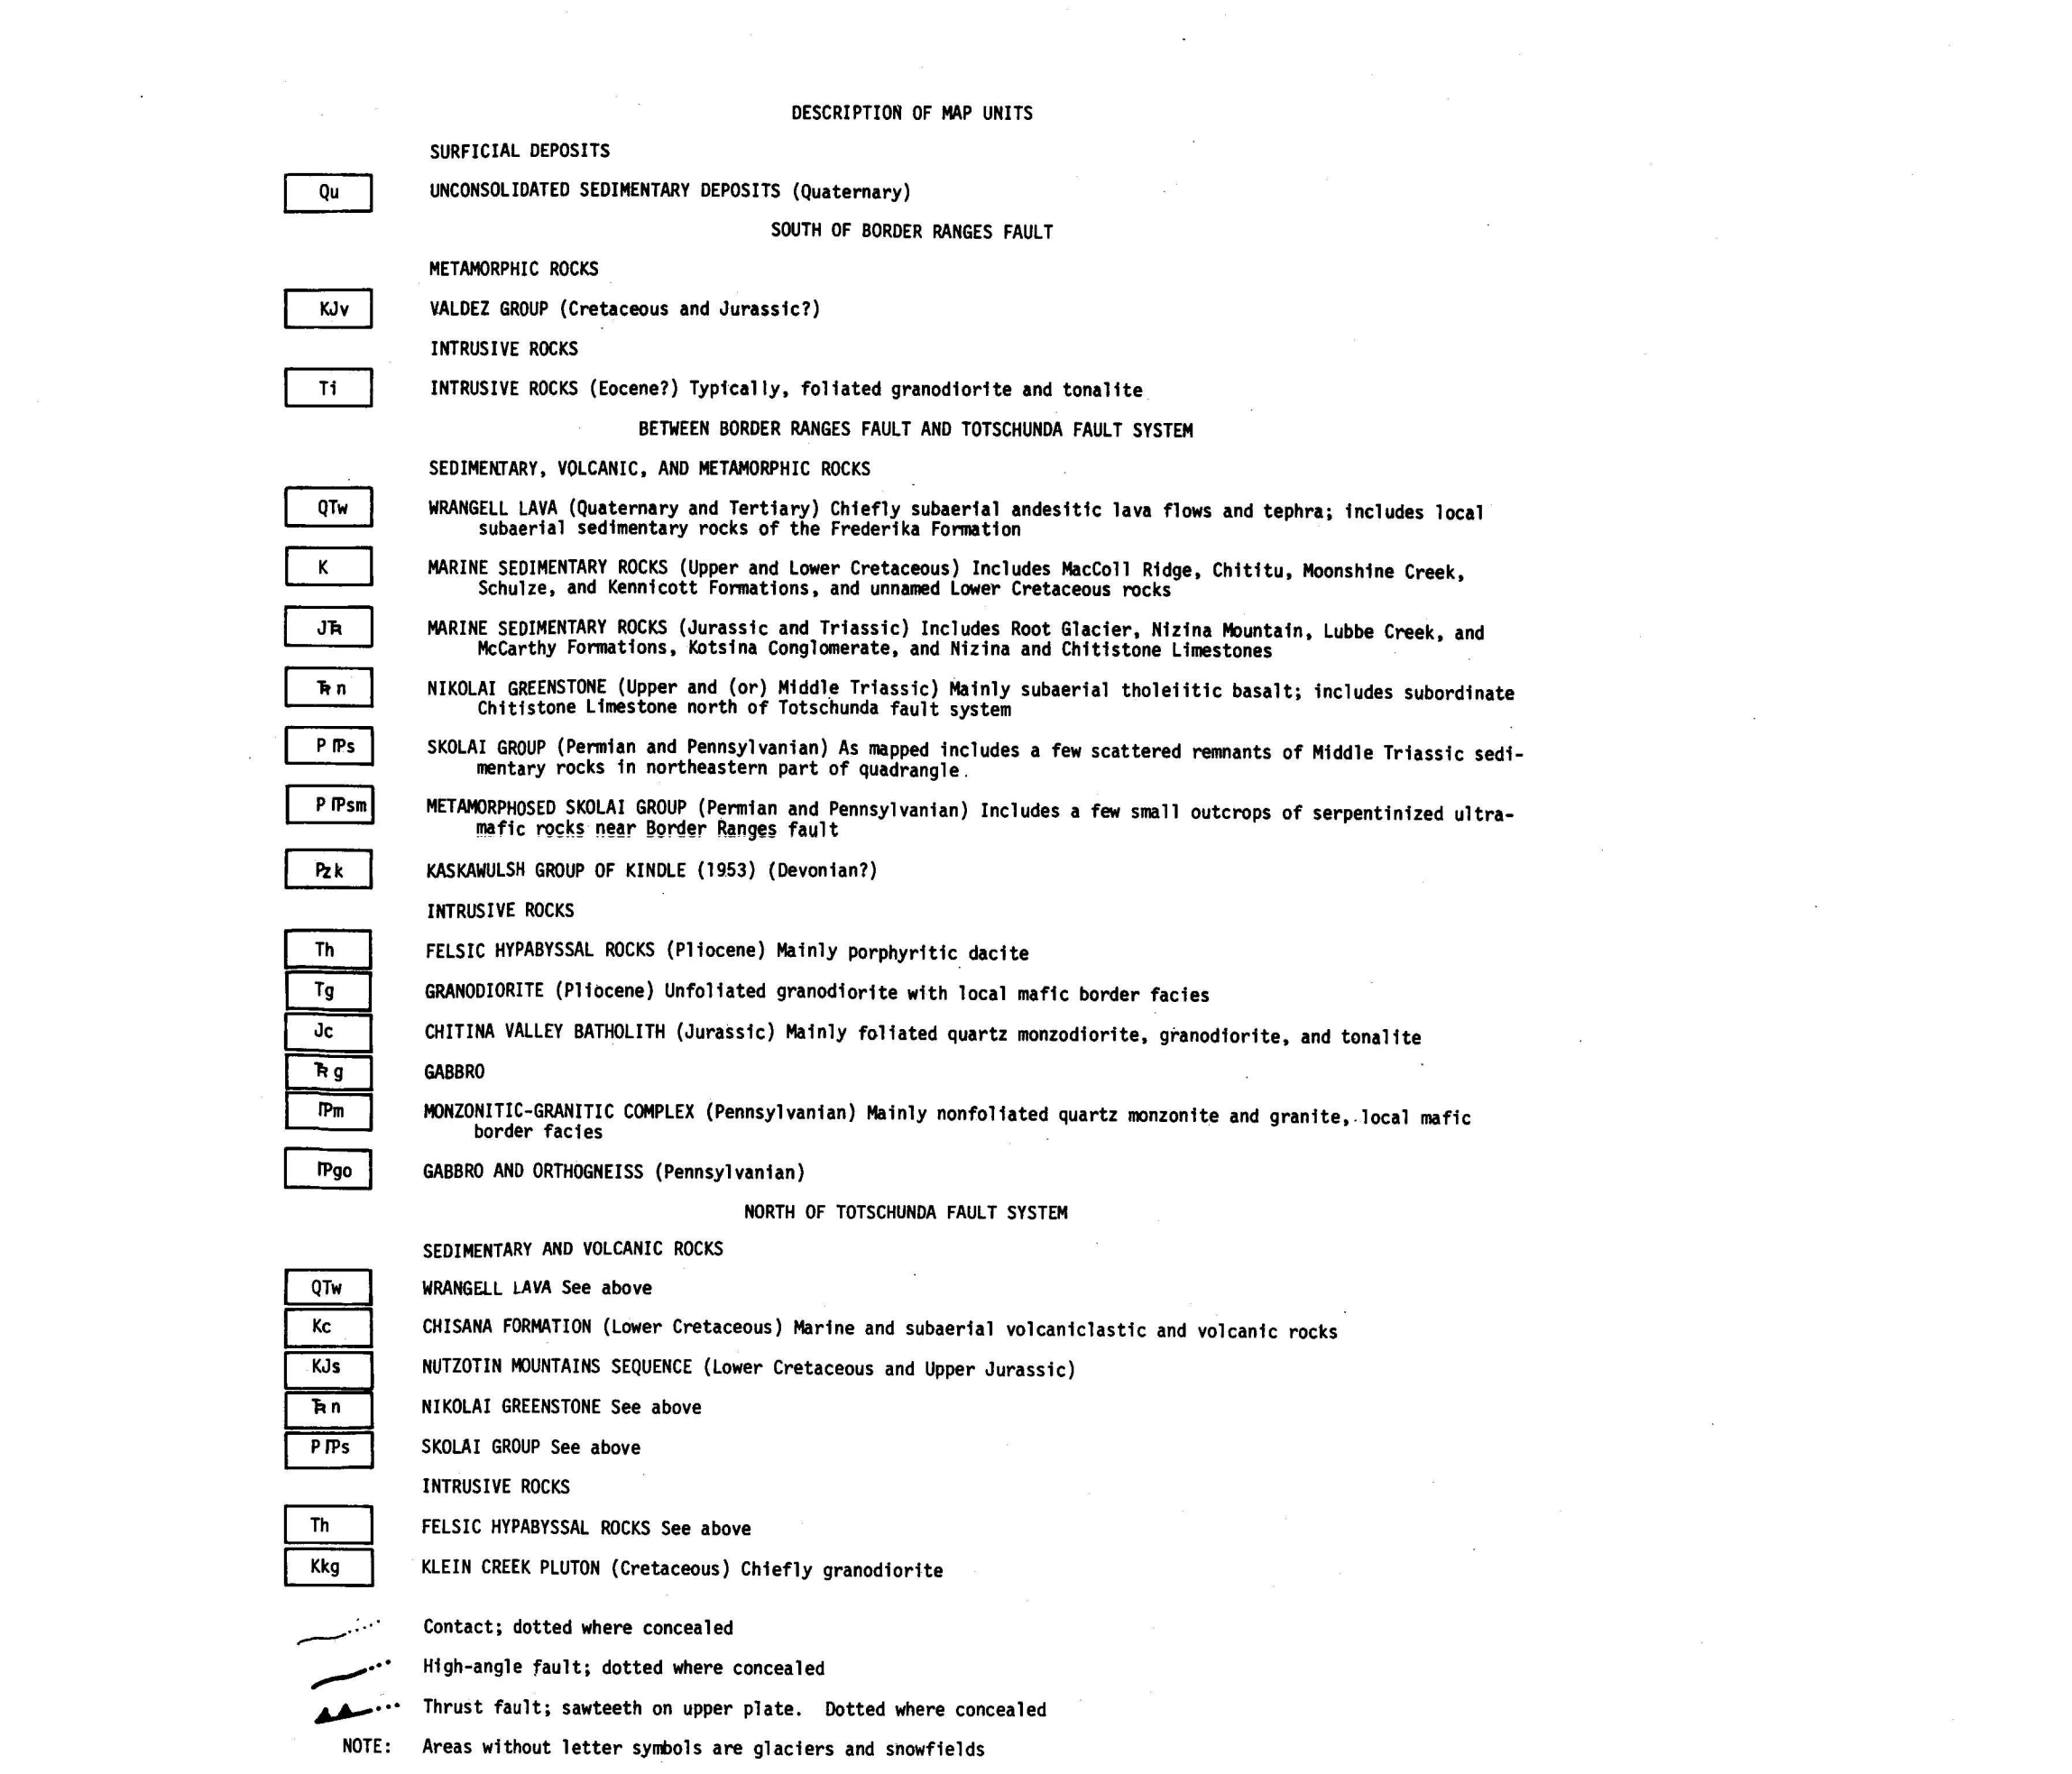 DESCRIPTION OF MAP UNITS
SURFICIAL DEPOSITS
Qu UNCONSOLIDATED SEDIMENTARY DEPOSITS (Quaternary)
SOUTH OF BORDER RANGES FAULT
METAMORPHIC ROCKS
KJv VALDEZ GROUP (Cretaceous and Jurassic?)
INTRUSIVE ROCKS
Ti INTRUSIVE ROCKS (Eocene?) Typically, foliated granodiorite and tonalite
BETWEEN BORDER RANGES FAULT AND TOTSCHUNDA FAULT SYSTEM
SEDIMENTARY, VOLCANIC, AND METAMORPHIC ROCKS
QTw WRANGELL LAVA (Quaternary and Tertiary) Chiefly subaerial andesitic lava flows and tephra; includes local
subaerial sedimentary rocks of the Frederika Formation
K MARINE SEDIMENTARY ROCKS (Upper and Lower Cretaceous) Includes MacColl Ridge, Chititu, Moonshine Creek,
Schulze, and Kennicott Formations, and unnamed Lower Cretaceous rocks
JTR MARINE SEDIMENTARY ROCKS (Jurassic and Triassic) Includes Root Glacier, Nizina Mountain, Lubbe Creek, and
McCarthy Formations, Kotsina Conglomerate, and Nizina and Chitistone Limestones
TRn NIKOLAI GREENSTONE (Upper and (or) Middle Triassic) Mainly subaerial tholeiitic basalt; includes subordinate
Chitistone Limestone north of Totschunda fault system
PIPs SKOLAI GROUP (Permian and Pennsylvanian) As mapped includes a few scattered remnants of Middle Triassic sedi-
mentary rocks in northeastern part of quadrangle.
PIPsm METAMORPHOSED SKOLAI GROUP (Permian and Pennsylvanian) Includes a few small outcrops of serpentinized ultra-
mafic rocks near Border Ranges fault
Pzk KASKAWULSH GROUP OF KINDLE (1953) (Devonian?)
INTRUSIVE ROCKS
Th FELSIC HYPABYSSAL ROCKS (Pliocene) Mainly porphyritic dacite
Tg GRANODIORITE (Pliocene) Unfoliated granodiorite with local mafic border facies
Jc CHITINA VALLEY BATHOLITH (Jurassic) Mainly foliated quartz monzodiorite, granodiorite, and tonalite
TRg GABBRO
IPm MONZONITIC-GRANITIC COMPLEX (Pennsylvanian) Mainly nonfoliated quartz monzonite and granite, local mafic
border facies
IPgo GABBRO AND ORTHOGNEISS (Pennsylvanian)
NORTH OF TOTSCHUNDA FAULT SYSTEM
SEDIMENTARY AND VOLCANIC ROCKS
QTw WRANGELL LAVA See above
Kc CHISANA FORMATION (Lower Cretaceous) Marine and subaerial volcaniclastic and volcanic rocks
KJs NUTZOTIN MOUNTAINS SEQUENCE (Lower Cretaceous and Upper Jurassic)
TRn NIKOLAI GREENSTONE See above
PIPs SKOLAI GROUP See above
INTRUSIVE ROCKS
Th FELSIC HYPABYSSAL ROCKS See above
Kkg KLEIN CREEK PLUTON (Cretaceous) Chiefly granodiorite
Contact; dotted where concealed
High-angle fault; dotted where concealed
Thrust fault; sawteeth on upper plate. Dotted where concealed
NOTE: Areas without letter symbols are glaciers and snowfields